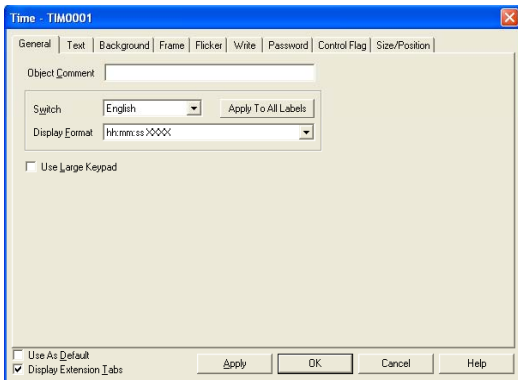 Time - TIM0001
General Text Background Frame Flicker Write Password Control Flag Size/Position
Object Comment
Switch English Apply To All Labels
Display Format hh:mm:ss XXXX
Use Large Keypad
Use As Default
Display Extension Tabs
Apply OK Cancel Help